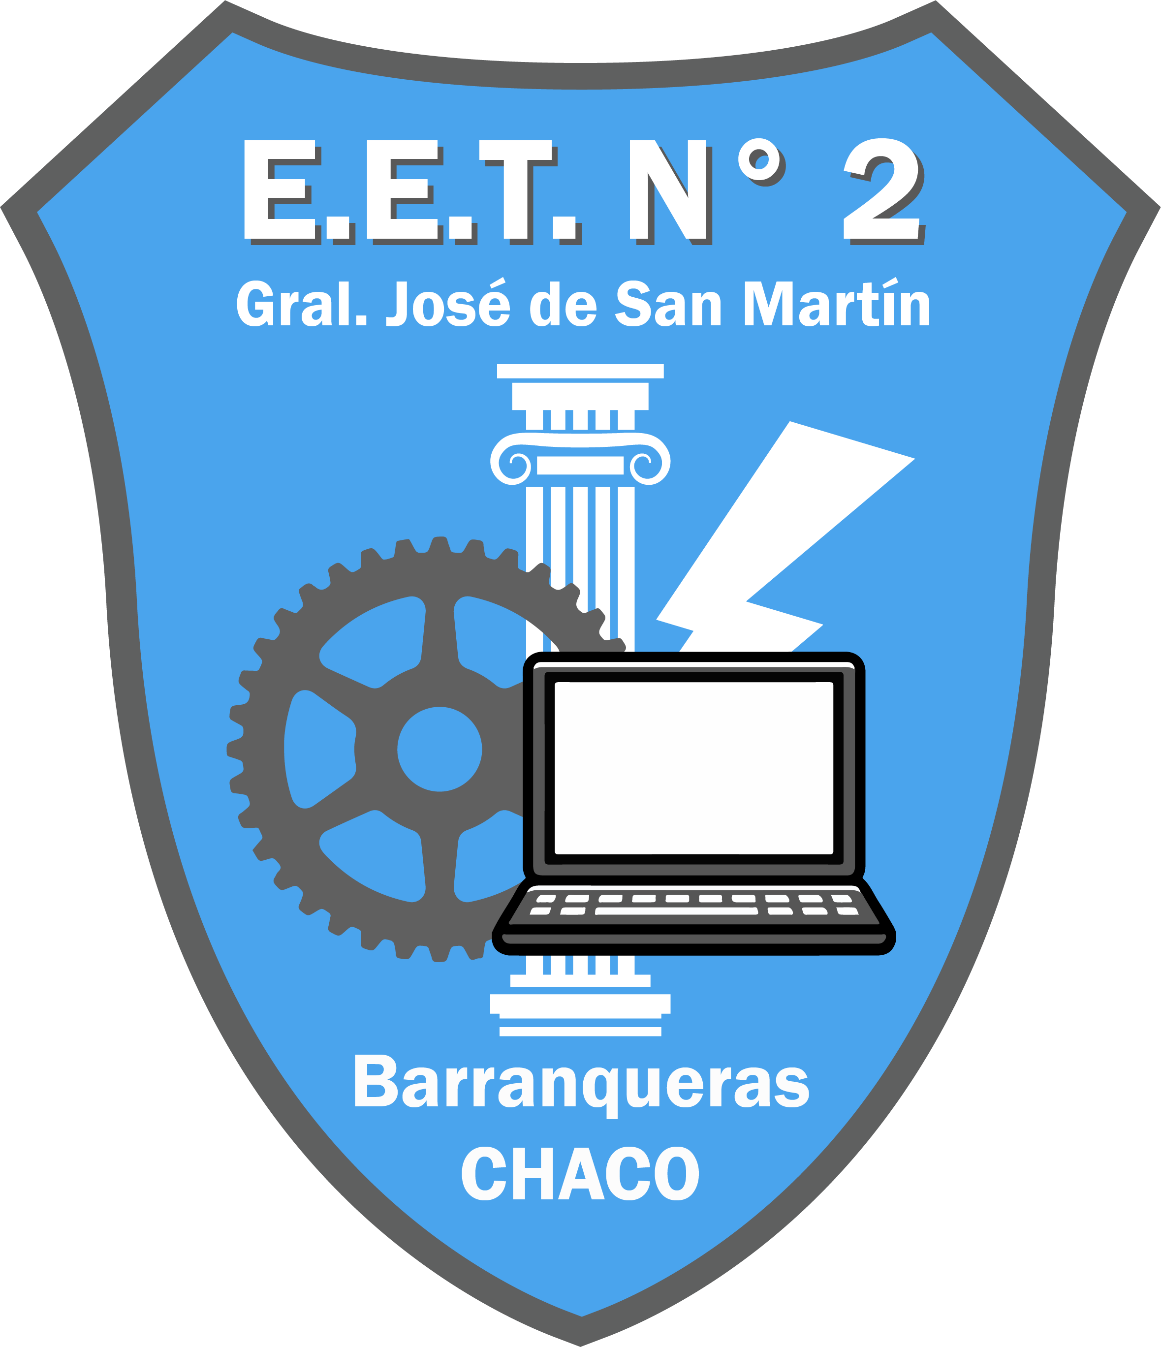 E.E.T. N° 2
Gral. José de San Martín
Barranqueras
CHACO